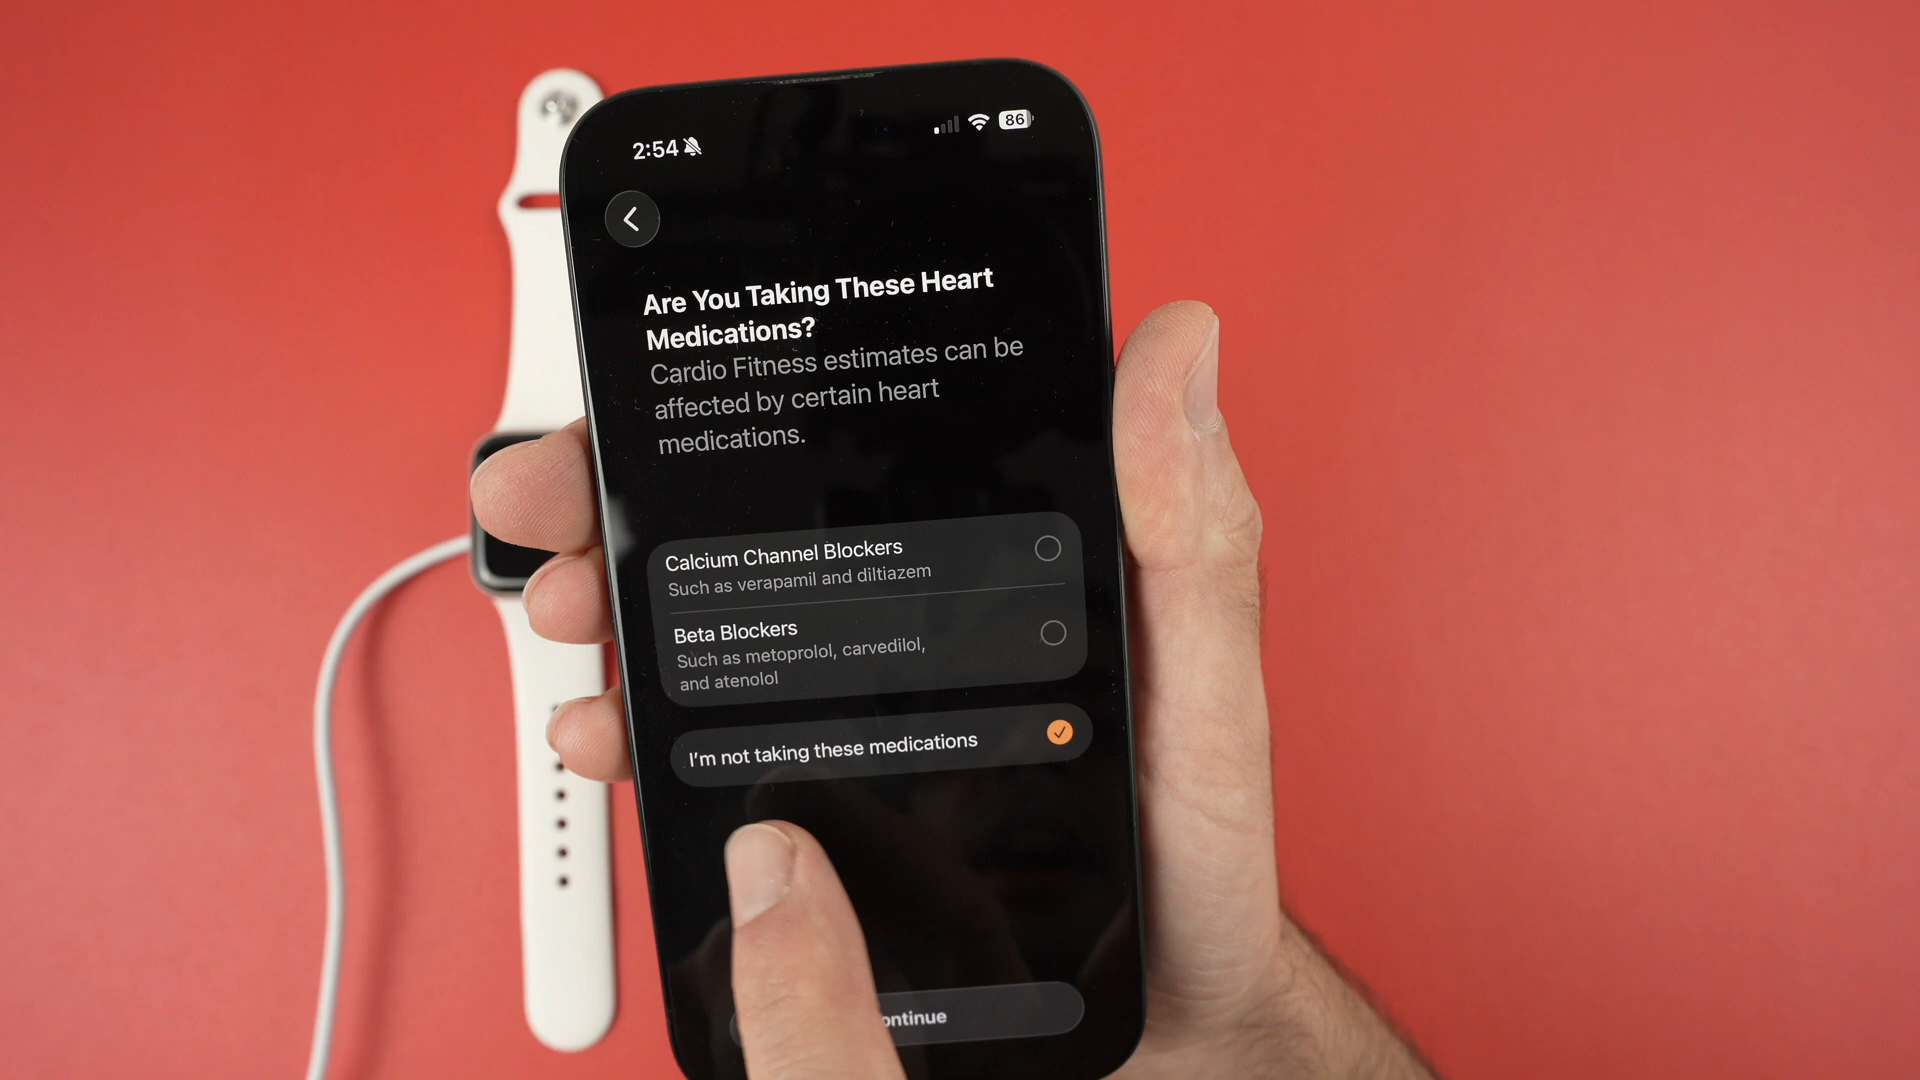 2:54
86
Are You Taking These Heart
Medications?
Cardio Fitness estimates can be
affected by certain heart
medications.
Calcium Channel Blockers
Such as verapamil and diltiazem
Beta Blockers
Such as metoprolol, carvedilol,
and atenolol
I'm not taking these medications
ontinue